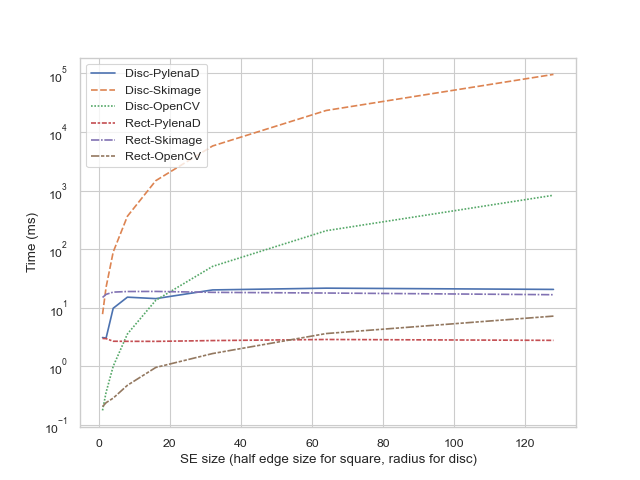 Disc-PylenaD
Disc-Skimage
Disc-OpenCV
Rect-PylenaD
Rect-Skimage
Rect-OpenCV
10^5
10^4
10^3
10^2
10^1
10^0
10^−1
Time (ms)
0 20 40 60 80 100 120
SE size (half edge size for square, radius for disc)